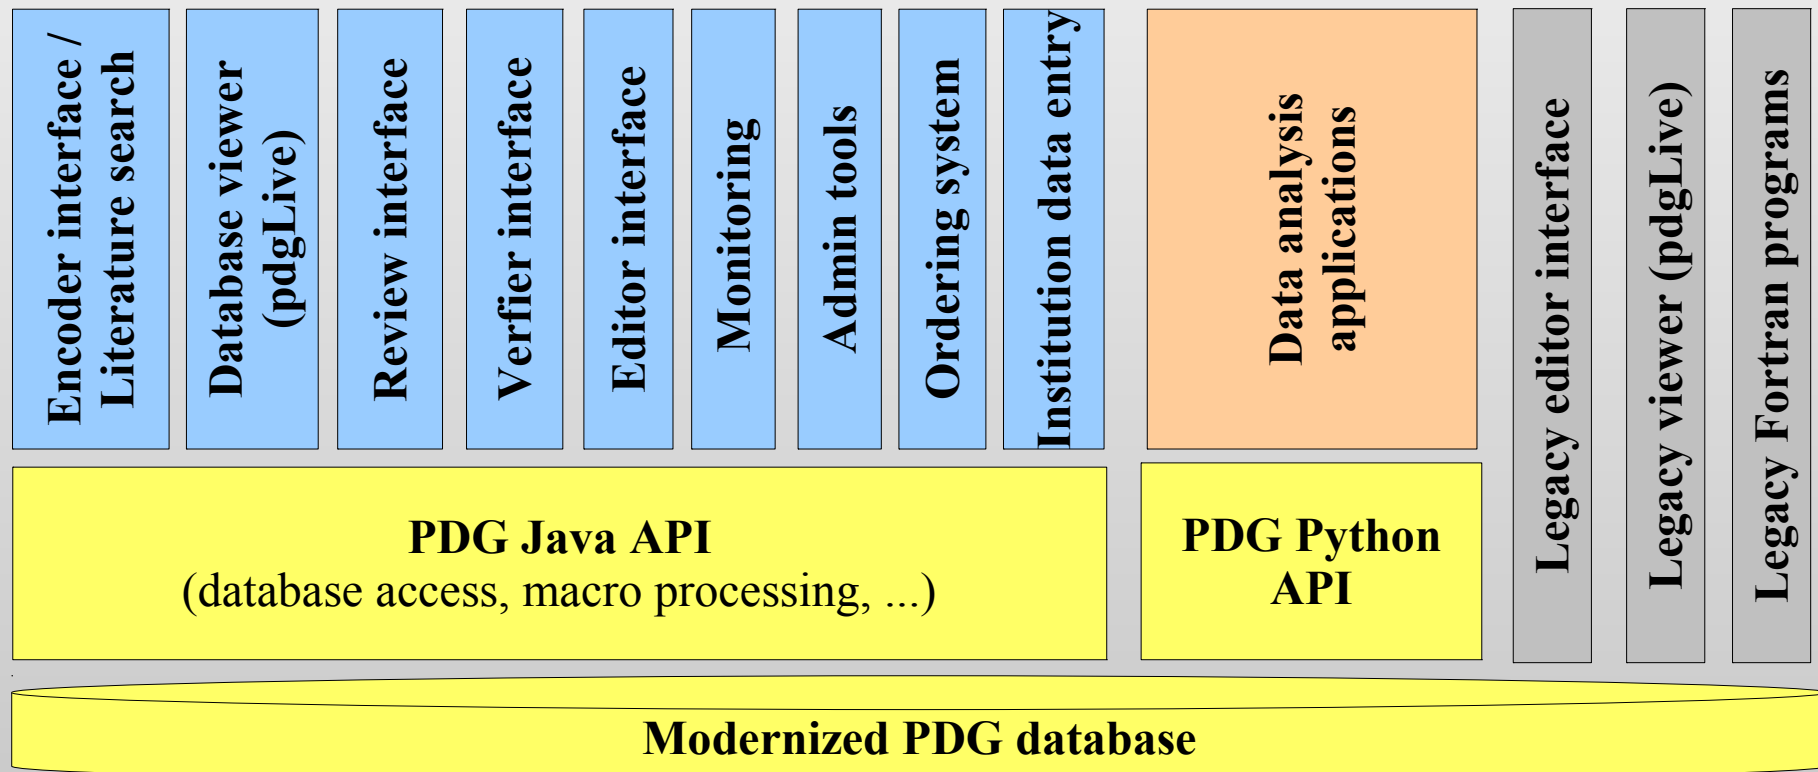 Encoder interface /
Literature search
Database viewer
(pdgLive)
Review interface
Verfier interface
Editor interface
Monitoring
Admin tools
Ordering system
Institution data entry
Data analysis
applications
Legacy editor interface
Legacy viewer (pdgLive)
Legacy Fortran programs
PDG Java API
(database access, macro processing, ...)
PDG Python
API
Modernized PDG database